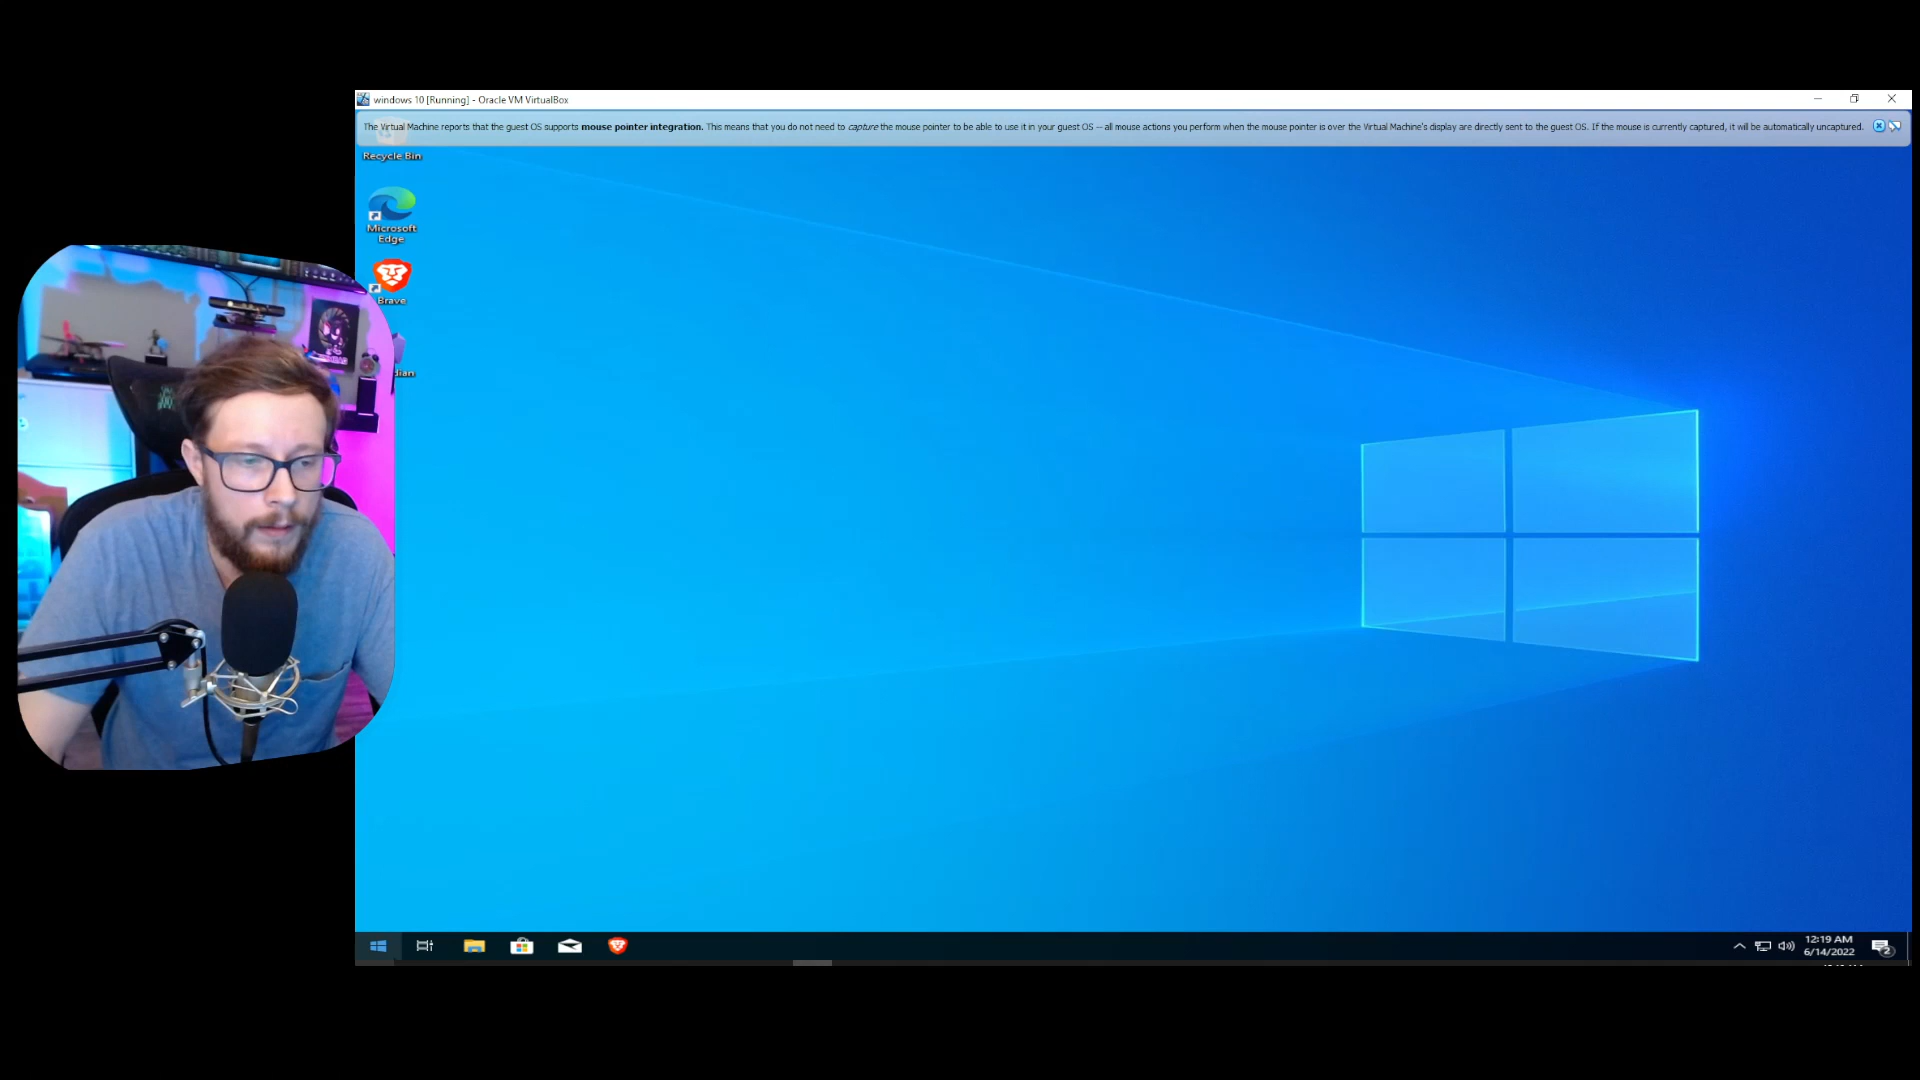 windows 10 [Running] - Oracle VM VirtualBox
The Virtual Machine reports that the guest OS supports mouse pointer integration. This means that you do not need to capture the mouse pointer to be able to use it in your guest OS -- all mouse actions you perform when the mouse pointer is over the Virtual Machine's display are directly sent to the guest OS. If the mouse is currently captured, it will be automatically uncaptured.
Recycle Bin
Microsoft
Edge
Brave
dian
12:19 AM
6/14/2022
2